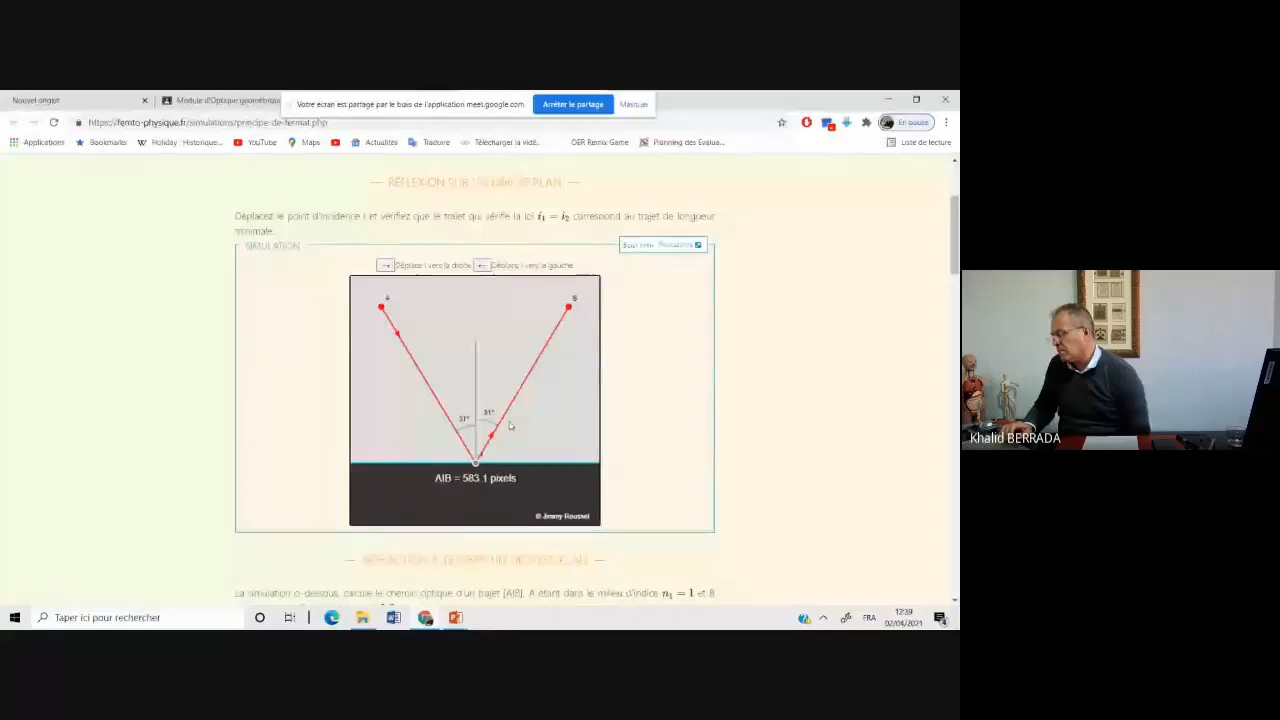 Nouvel onglet
Module d'Optique géométrique
Votre écran est partagé par le biais de l'application meet.google.com.
Arrêter le partage
Masquer
https://femto-physique.fr/simulations/principe-de-fermat.php
En pause
Applications
Bookmarks
Holiday
Historique...
YouTube
Maps
Actualités
Traduire
Télécharger la vidé...
OER Remix Game
Planning des Evalua...
Liste de lecture
— RÉFLEXION SUR UN MIROIR PLAN —
Déplacez le point d'incidence I et vérifiez que le trajet qui vérifie la loi i₁ = i₂ correspond au trajet de longueur
minimale.
SIMULATION
→ Déplace I vers la droite ← Déplace I vers la gauche
A
B
31°
31°
AIB = 583.1 pixels
© Jimmy Roussel
La simulation ci-dessous, calcule le chemin optique d'un trajet [AIB]. A étant dans le milieu d'indice n₁ = 1 et B
Khalid BERRADA
Taper ici pour rechercher
FRA
12:39
02/04/2021